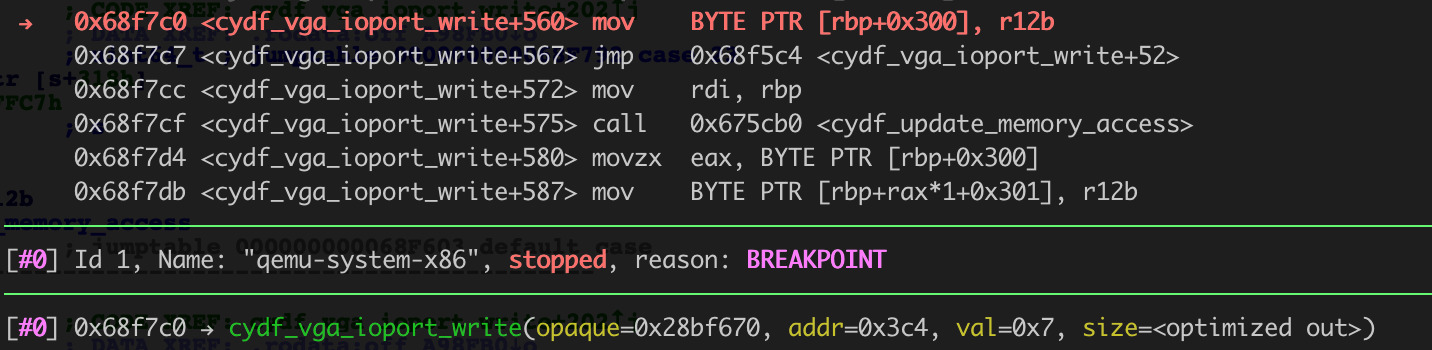 → 0x68f7c0 <cydf_vga_ioport_write+560> mov BYTE PTR [rbp+0x300], r12b
0x68f7c7 <cydf_vga_ioport_write+567> jmp 0x68f5c4 <cydf_vga_ioport_write+52>
0x68f7cc <cydf_vga_ioport_write+572> mov rdi, rbp
0x68f7cf <cydf_vga_ioport_write+575> call 0x675cb0 <cydf_update_memory_access>
0x68f7d4 <cydf_vga_ioport_write+580> movzx eax, BYTE PTR [rbp+0x300]
0x68f7db <cydf_vga_ioport_write+587> mov BYTE PTR [rbp+rax*1+0x301], r12b
[#0] Id 1, Name: "qemu-system-x86", stopped, reason: BREAKPOINT
[#0] 0x68f7c0 → cydf_vga_ioport_write(opaque=0x28bf670, addr=0x3c4, val=0x7, size=<optimized out>)